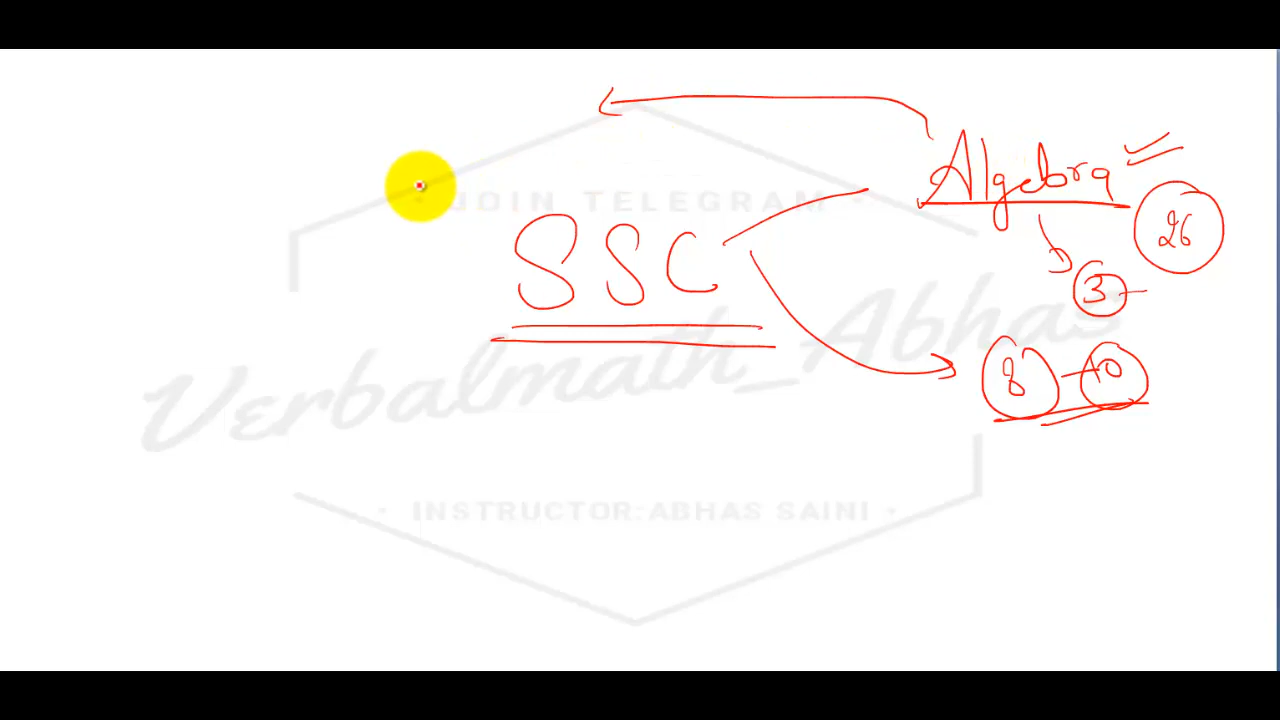 Algebra
JOIN TELEGRAM
26
SSC
3
Verbalmath_Abhas
8 - 10
INSTRUCTOR:ABHAS SAINI